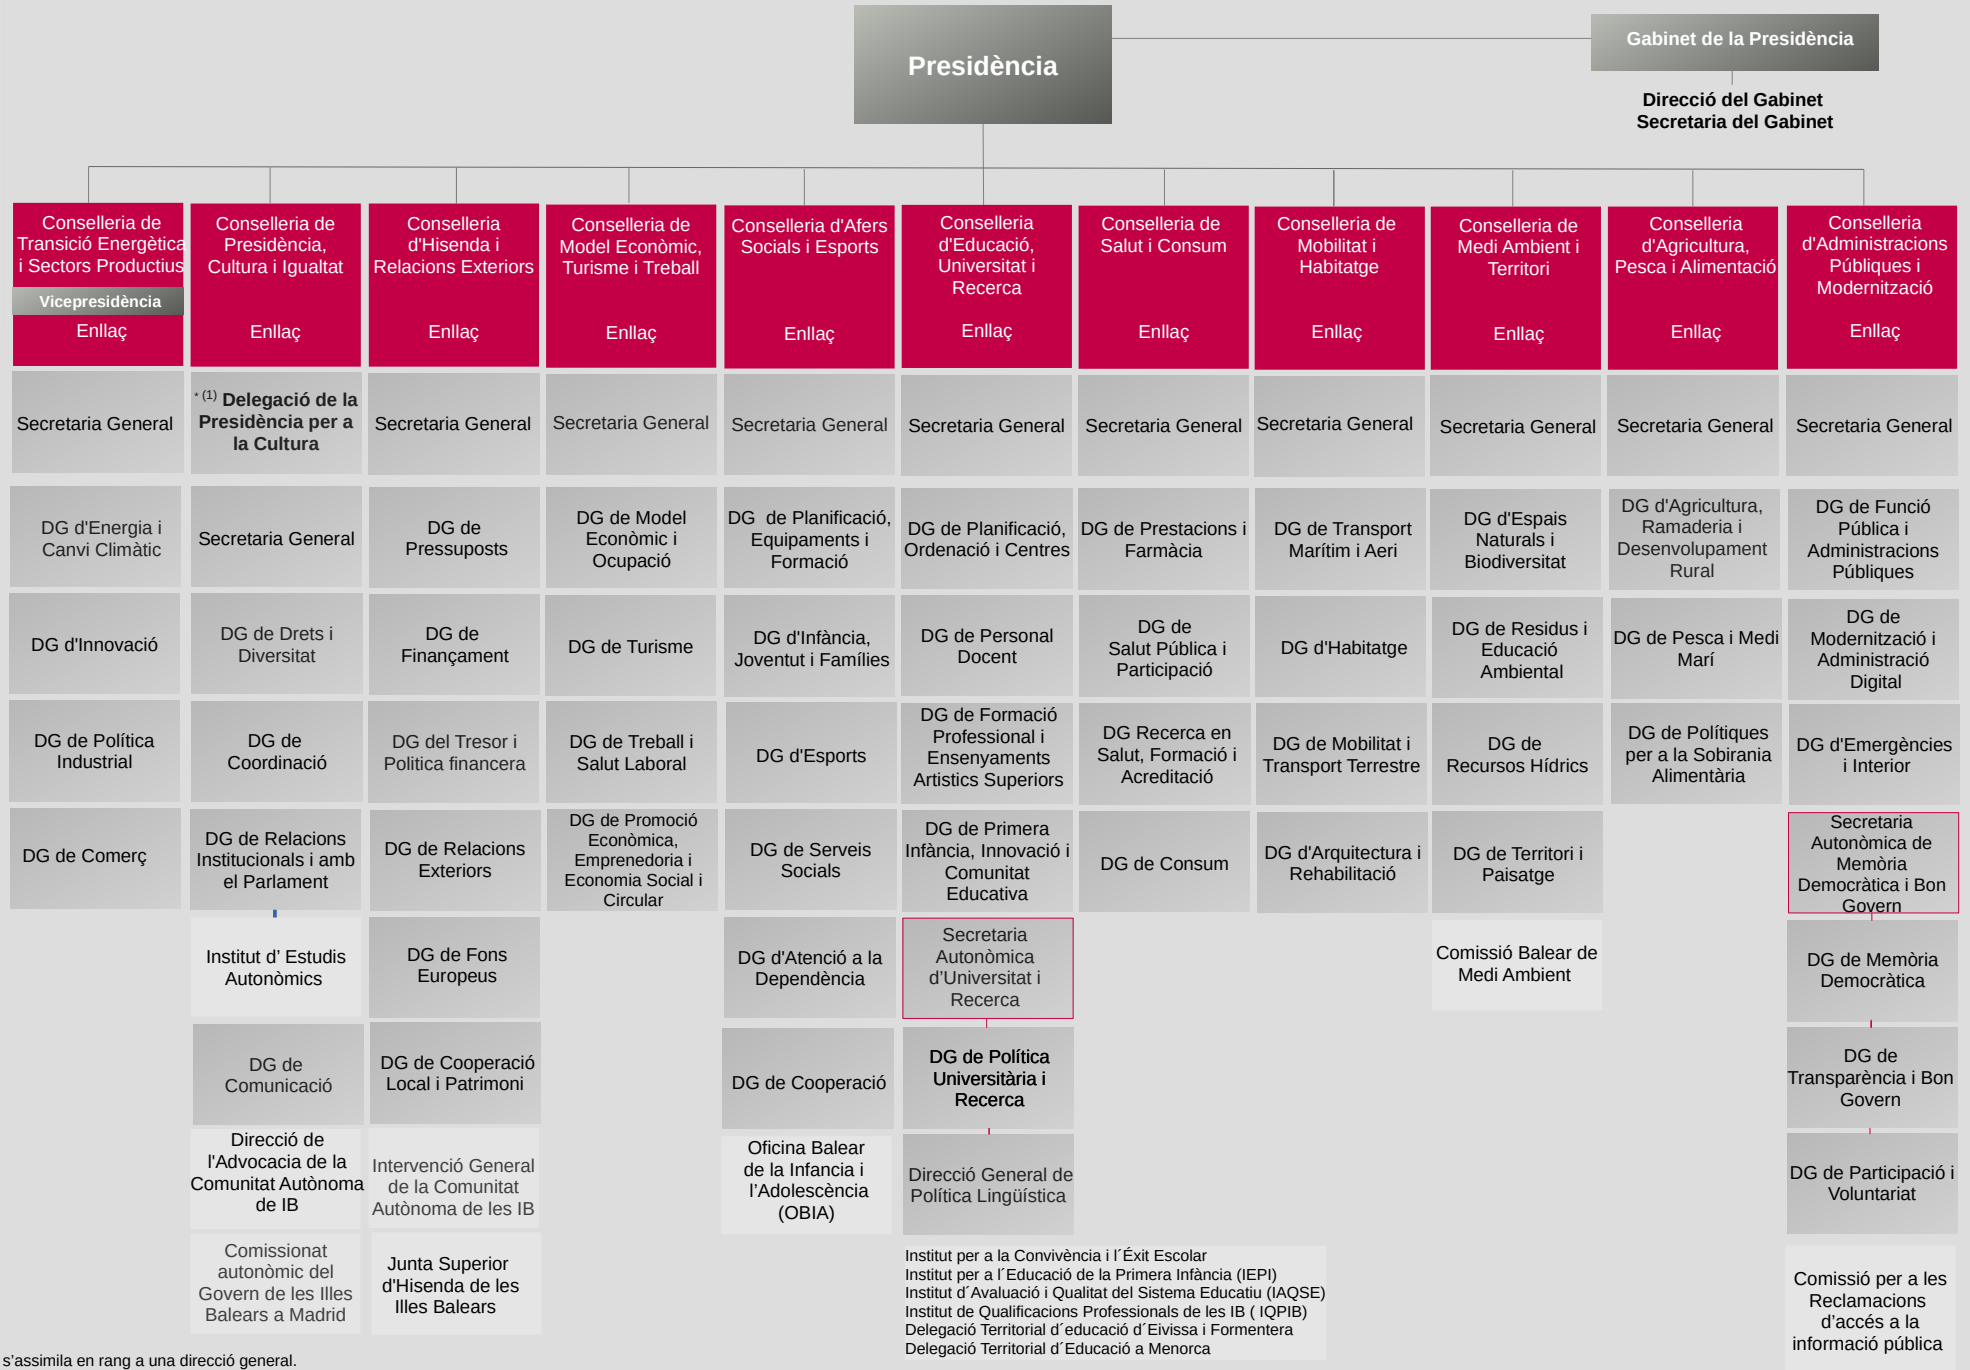 Presidència
Gabinet de la Presidència
Direcció del Gabinet
Secretaria del Gabinet
Conselleria de
Transició Energètica
i Sectors Productius
Vicepresidència
Enllaç
Secretaria General
DG d'Energia i
Canvi Climàtic
DG d'Innovació
DG de Política
Industrial
DG de Comerç
Conselleria de
Presidència,
Cultura i Igualtat
Enllaç
* (1) Delegació de la
Presidència per a
la Cultura
Secretaria General
DG de Drets i
Diversitat
DG de
Coordinació
DG de Relacions
Institucionals i amb
el Parlament
Institut d’ Estudis
Autonòmics
DG de
Comunicació
Direcció de
l'Advocacia de la
Comunitat Autònoma
de IB
Comissionat
autonòmic del
Govern de les Illes
Balears a Madrid
Conselleria
d'Hisenda i
Relacions Exteriors
Enllaç
Secretaria General
DG de
Pressuposts
DG de
Finançament
DG del Tresor i
Politica financera
DG de Relacions
Exteriors
DG de Fons
Europeus
DG de Cooperació
Local i Patrimoni
Intervenció General
de la Comunitat
Autònoma de les IB
Junta Superior
d'Hisenda de les
Illes Balears
Conselleria de
Model Econòmic,
Turisme i Treball
Enllaç
Secretaria General
DG de Model
Econòmic i
Ocupació
DG de Turisme
DG de Treball i
Salut Laboral
DG de Promoció
Econòmica,
Emprenedoria i
Economia Social i
Circular
Conselleria d'Afers
Socials i Esports
Enllaç
Secretaria General
DG de Planificació,
Equipaments i
Formació
DG d'Infància,
Joventut i Famílies
DG d'Esports
DG de Serveis
Socials
DG d'Atenció a la
Dependència
DG de Cooperació
Oficina Balear
de la Infancia i
l’Adolescència
(OBIA)
Conselleria
d'Educació,
Universitat i
Recerca
Enllaç
Secretaria General
DG de Planificació,
Ordenació i Centres
DG de Personal
Docent
DG de Formació
Professional i
Ensenyaments
Artistics Superiors
DG de Primera
Infància, Innovació i
Comunitat
Educativa
Secretaria
Autonòmica
d’Universitat i
Recerca
DG de Política
Universitària i
Recerca
Direcció General de
Política Lingüística
Institut per a la Convivència i l´Éxit Escolar
Institut per a l´Educació de la Primera Infància (IEPI)
Institut d´Avaluació i Qualitat del Sistema Educatiu (IAQSE)
Institut de Qualificacions Professionals de les IB ( IQPIB)
Delegació Territorial d´educació d´Eivissa i Formentera
Delegació Territorial d´Educació a Menorca
Conselleria de
Salut i Consum
Enllaç
Secretaria General
DG de Prestacions i
Farmàcia
DG de
Salut Pública i
Participació
DG Recerca en
Salut, Formació i
Acreditació
DG de Consum
Conselleria de
Mobilitat i
Habitatge
Enllaç
Secretaria General
DG de Transport
Marítim i Aeri
DG d'Habitatge
DG de Mobilitat i
Transport Terrestre
DG d'Arquitectura i
Rehabilitació
Conselleria de
Medi Ambient i
Territori
Enllaç
Secretaria General
DG d'Espais
Naturals i
Biodiversitat
DG de Residus i
Educació
Ambiental
DG de
Recursos Hídrics
DG de Territori i
Paisatge
Comissió Balear de
Medi Ambient
Conselleria
d'Agricultura,
Pesca i Alimentació
Enllaç
Secretaria General
DG d'Agricultura,
Ramaderia i
Desenvolupament
Rural
DG de Pesca i Medi
Marí
DG de Polítiques
per a la Sobirania
Alimentària
Conselleria
d'Administracions
Públiques i
Modernització
Enllaç
Secretaria General
DG de Funció
Pública i
Administracions
Públiques
DG de
Modernització i
Administració
Digital
DG d'Emergències
i Interior
Secretaria
Autonòmica de
Memòria
Democràtica i Bon
Govern
DG de Memòria
Democràtica
DG de
Transparència i Bon
Govern
DG de Participació i
Voluntariat
Comissió per a les
Reclamacions
d’accés a la
informació pública
s’assimila en rang a una direcció general.